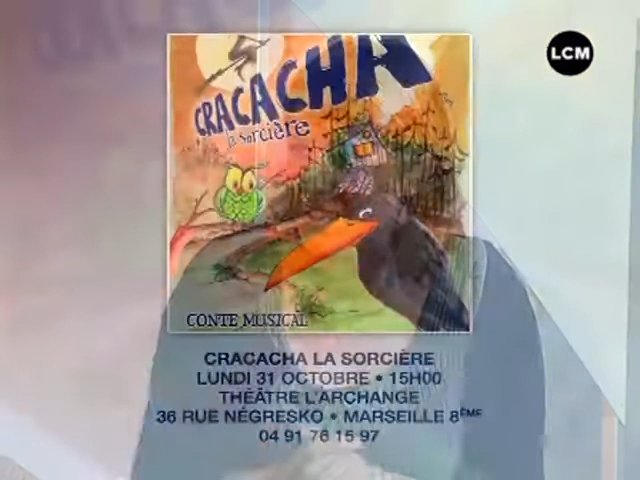 LCM
CRACACHA
la Sorcière
CONTE MUSICAL
CRACACHA LA SORCIÈRE
LUNDI 31 OCTOBRE • 15H00
THÉÂTRE L'ARCHANGE
36 RUE NÉGRESKO • MARSEILLE 8ÈME
04 91 76 15 97